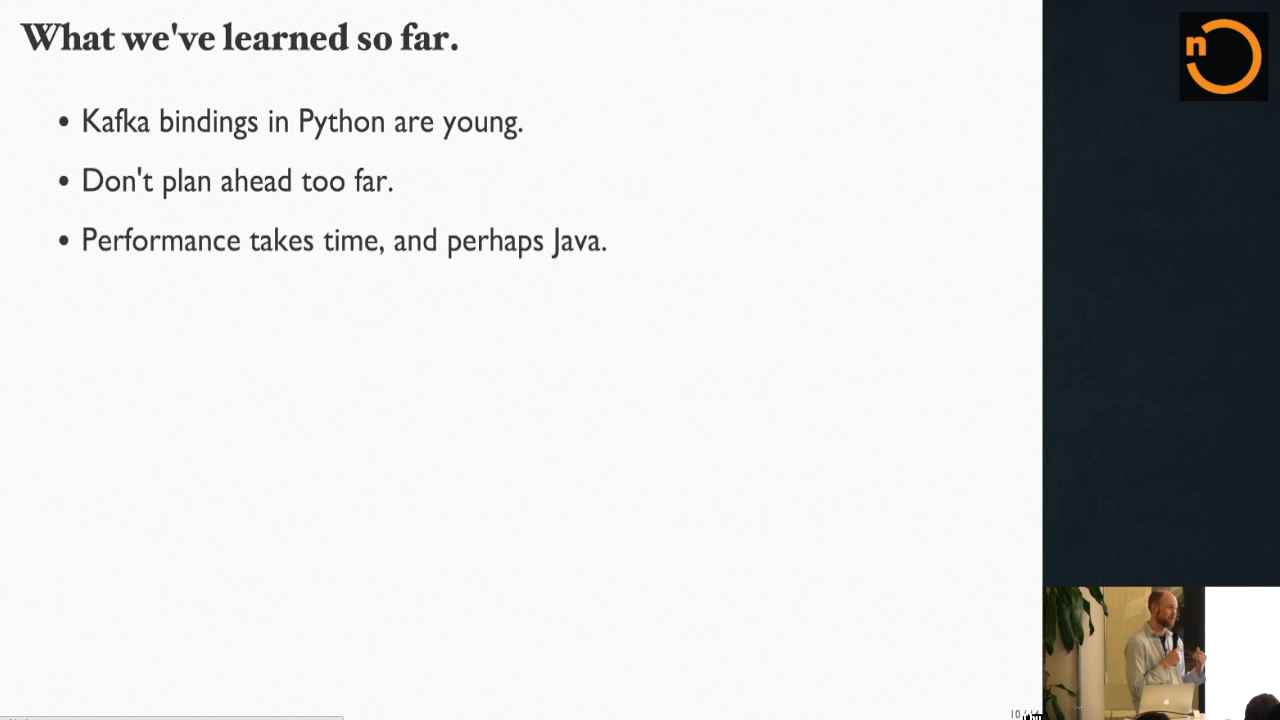 What we've learned so far.
• Kafka bindings in Python are young.
• Don't plan ahead too far.
• Performance takes time, and perhaps Java.
n